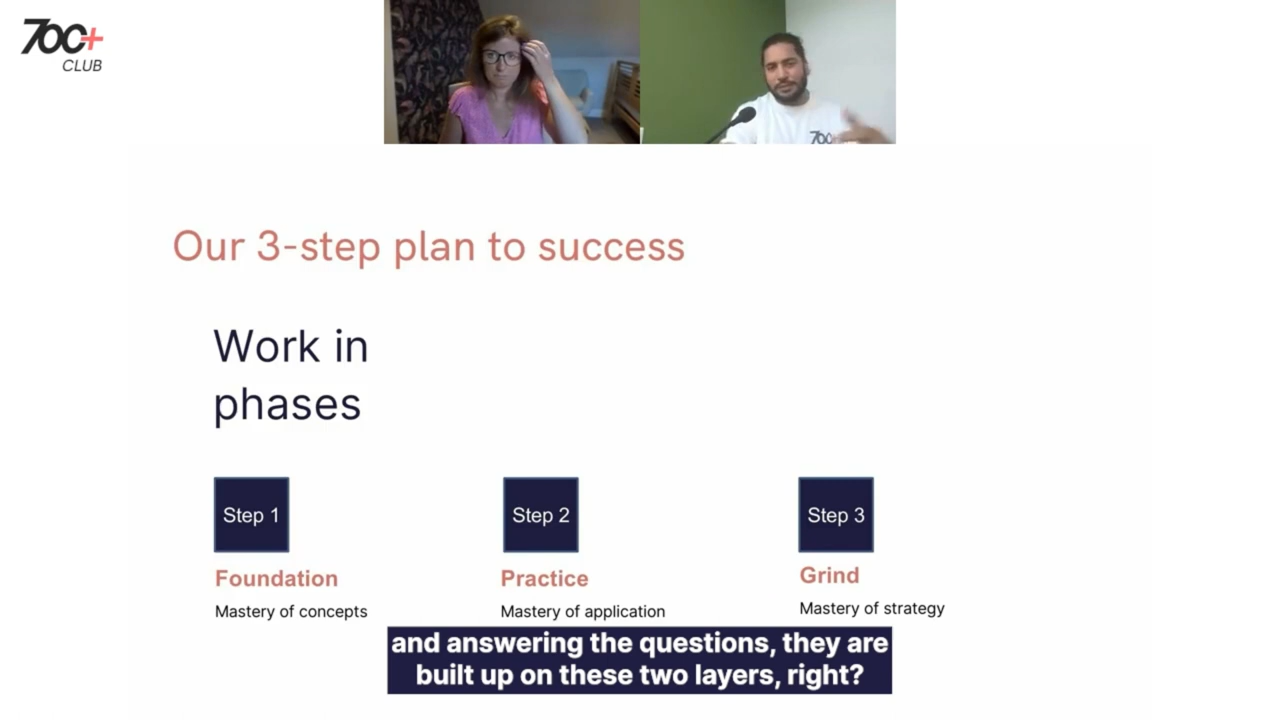 700+
CLUB
700
Our 3-step plan to success
Work in
phases
Step 1
Step 2
Step 3
Foundation
Practice
Grind
Mastery of concepts
Mastery of application
Mastery of strategy
and answering the questions, they are
built up on these two layers, right?